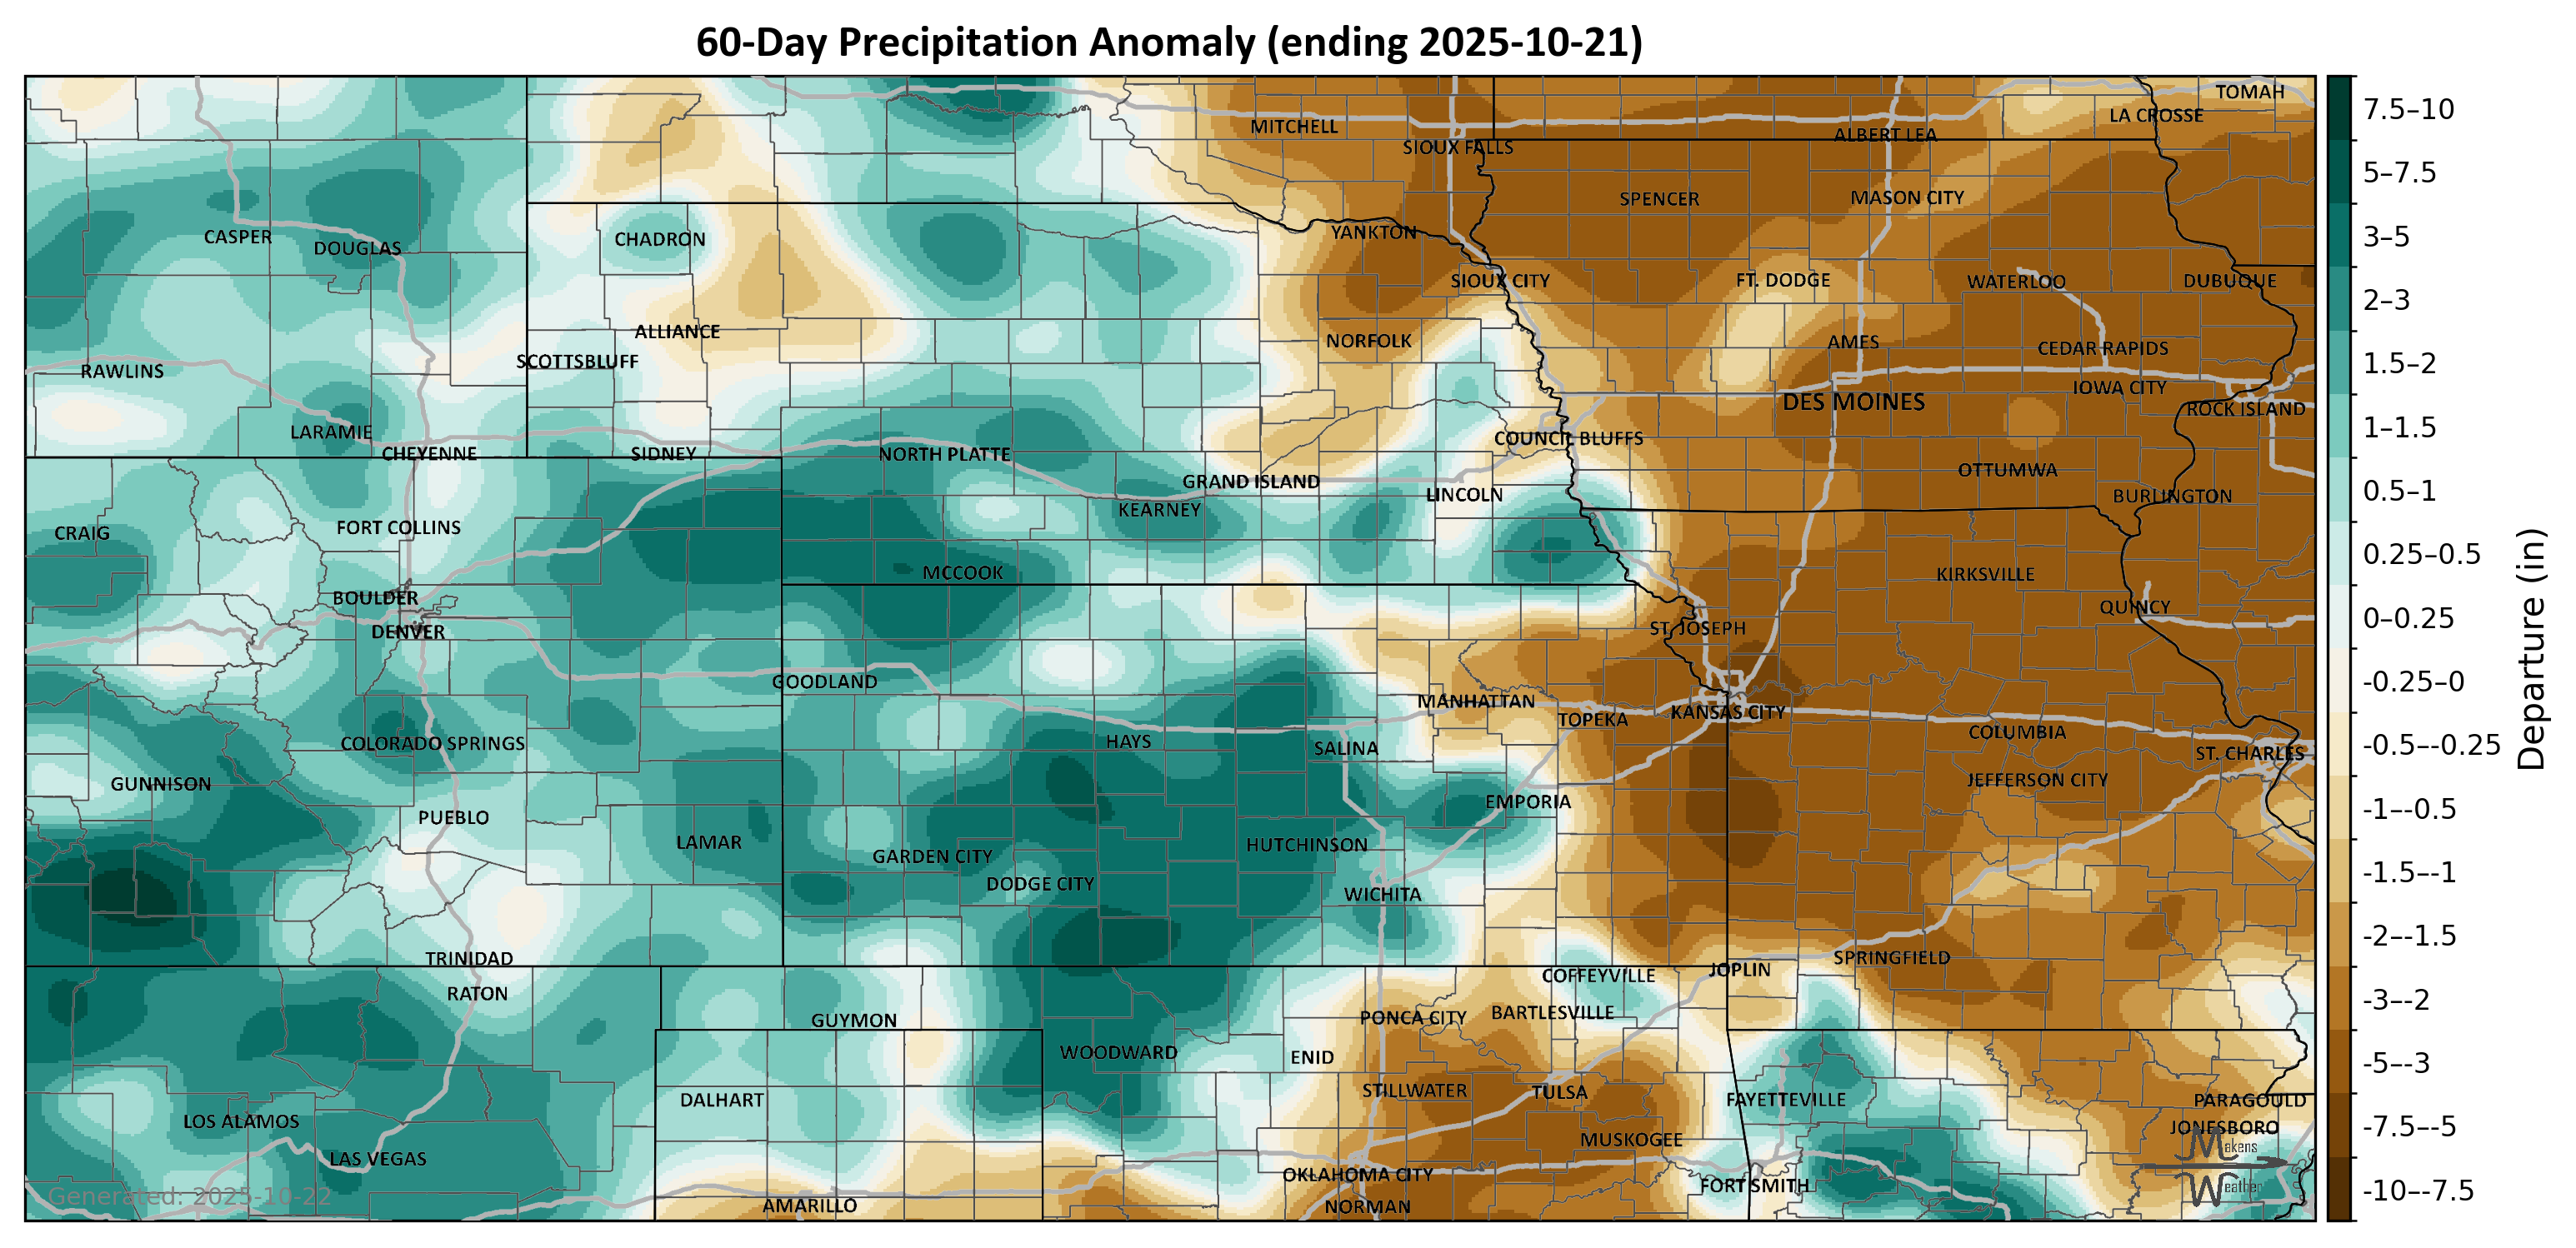 60-Day Precipitation Anomaly (ending 2025-10-21)
TOMAH
LA CROSSE
MITCHELL
ALBERT LEA
SIOUX FALLS
SPENCER
MASON CITY
YANKTON
CASPER
DOUGLAS
CHADRON
SIOUX CITY
FT. DODGE
WATERLOO
DUBUQUE
ALLIANCE
NORFOLK
AMES
CEDAR RAPIDS
SCOTTSBLUFF
RAWLINS
IOWA CITY
DES MOINES
ROCK ISLAND
LARAMIE
COUNCIL BLUFFS
CHEYENNE
SIDNEY
NORTH PLATTE
OTTUMWA
GRAND ISLAND
LINCOLN
BURLINGTON
KEARNEY
FORT COLLINS
CRAIG
MCCOOK
KIRKSVILLE
BOULDER
QUINCY
DENVER
ST. JOSEPH
GOODLAND
MANHATTAN
KANSAS CITY
TOPEKA
COLUMBIA
COLORADO SPRINGS
HAYS
SALINA
ST. CHARLES
GUNNISON
JEFFERSON CITY
EMPORIA
PUEBLO
LAMAR
HUTCHINSON
GARDEN CITY
DODGE CITY
WICHITA
TRINIDAD
SPRINGFIELD
JOPLIN
COFFEYVILLE
RATON
BARTLESVILLE
PONCA CITY
GUYMON
WOODWARD
ENID
STILLWATER
TULSA
DALHART
FAYETTEVILLE
PARAGOULD
LOS ALAMOS
JONESBORO
MUSKOGEE
LAS VEGAS
OKLAHOMA CITY
FORT SMITH
AMARILLO
NORMAN
Generated: 2025-10-22
Makens
Weather
7.5–10
5–7.5
3–5
2–3
1.5–2
1–1.5
0.5–1
0.25–0.5
0–0.25
-0.25–0
-0.5–-0.25
-1–-0.5
-1.5–-1
-2–-1.5
-3–-2
-5–-3
-7.5–-5
-10–-7.5
Departure (in)